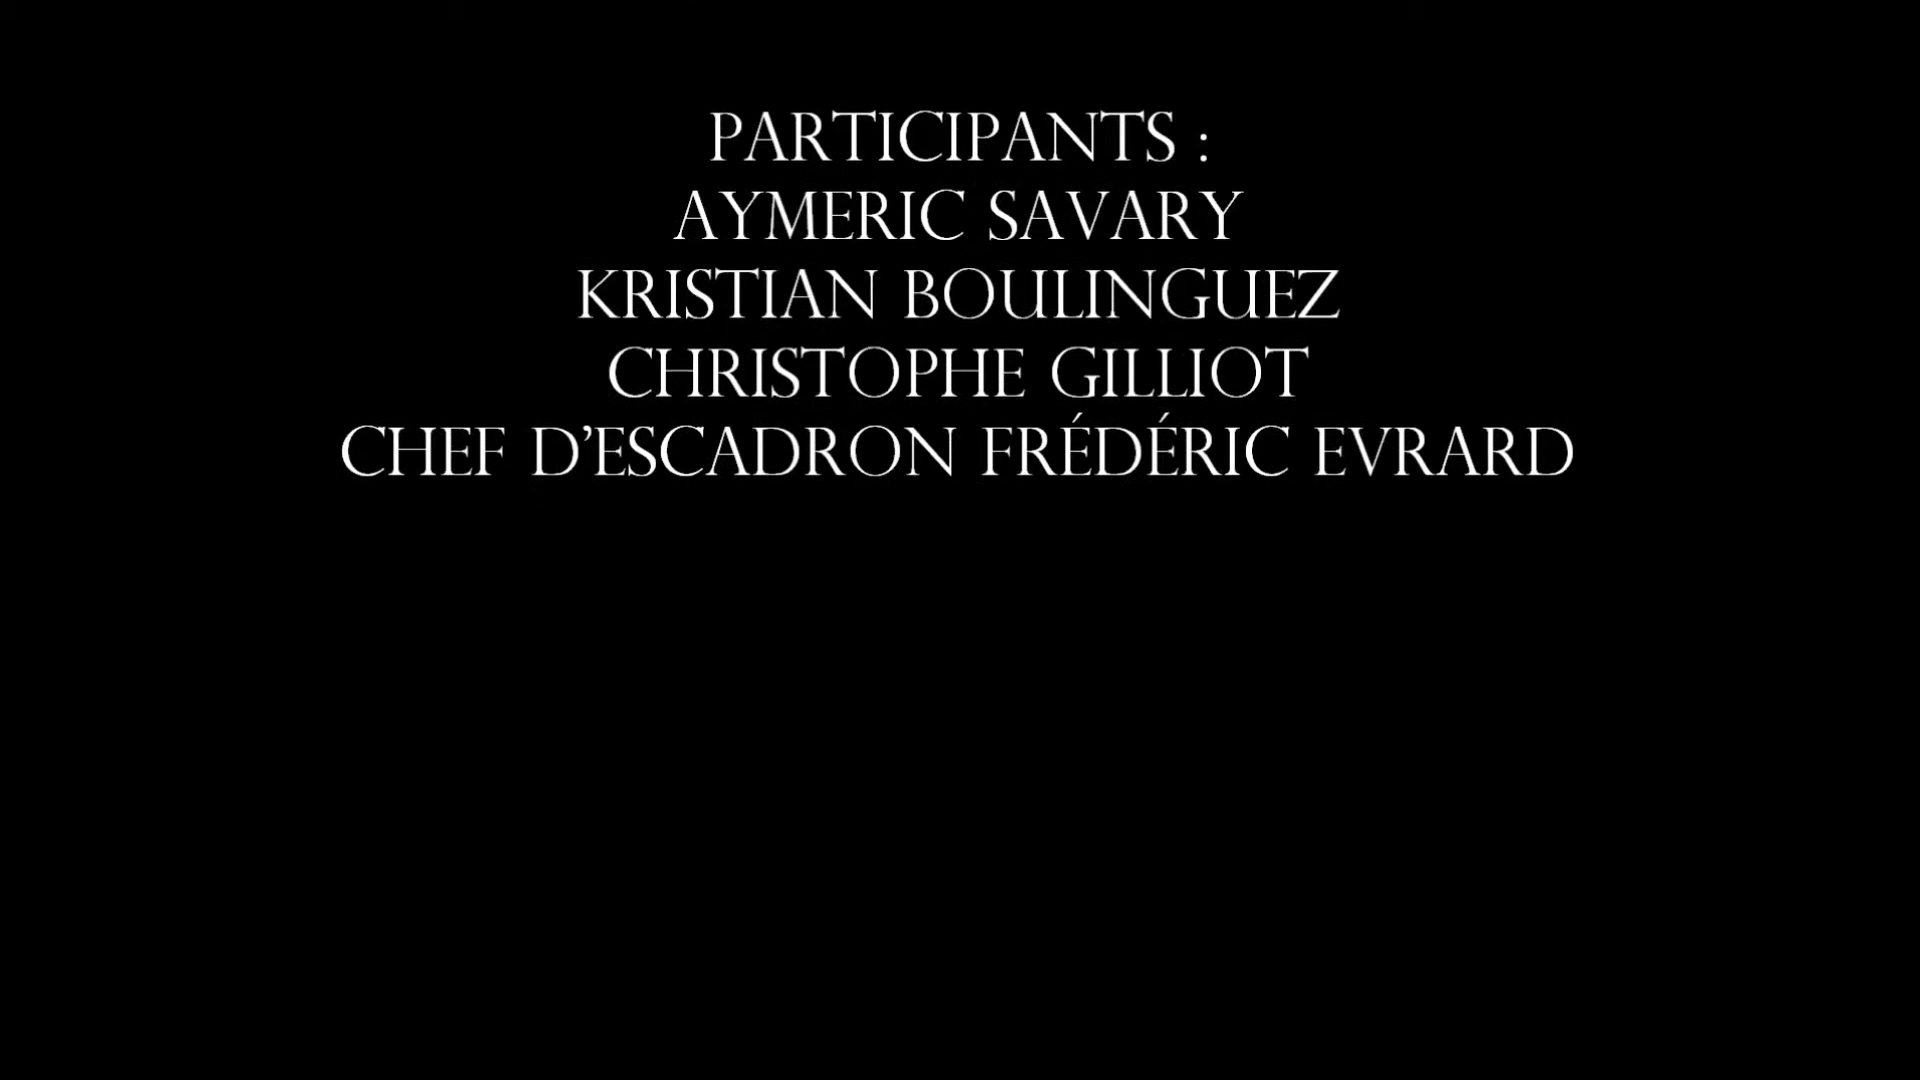 PARTICIPANTS :
AYMERIC SAVARY
KRISTIAN BOULINGUEZ
CHRISTOPHE GILLIOT
CHEF D’ESCADRON FRÉDÉRIC EVRARD